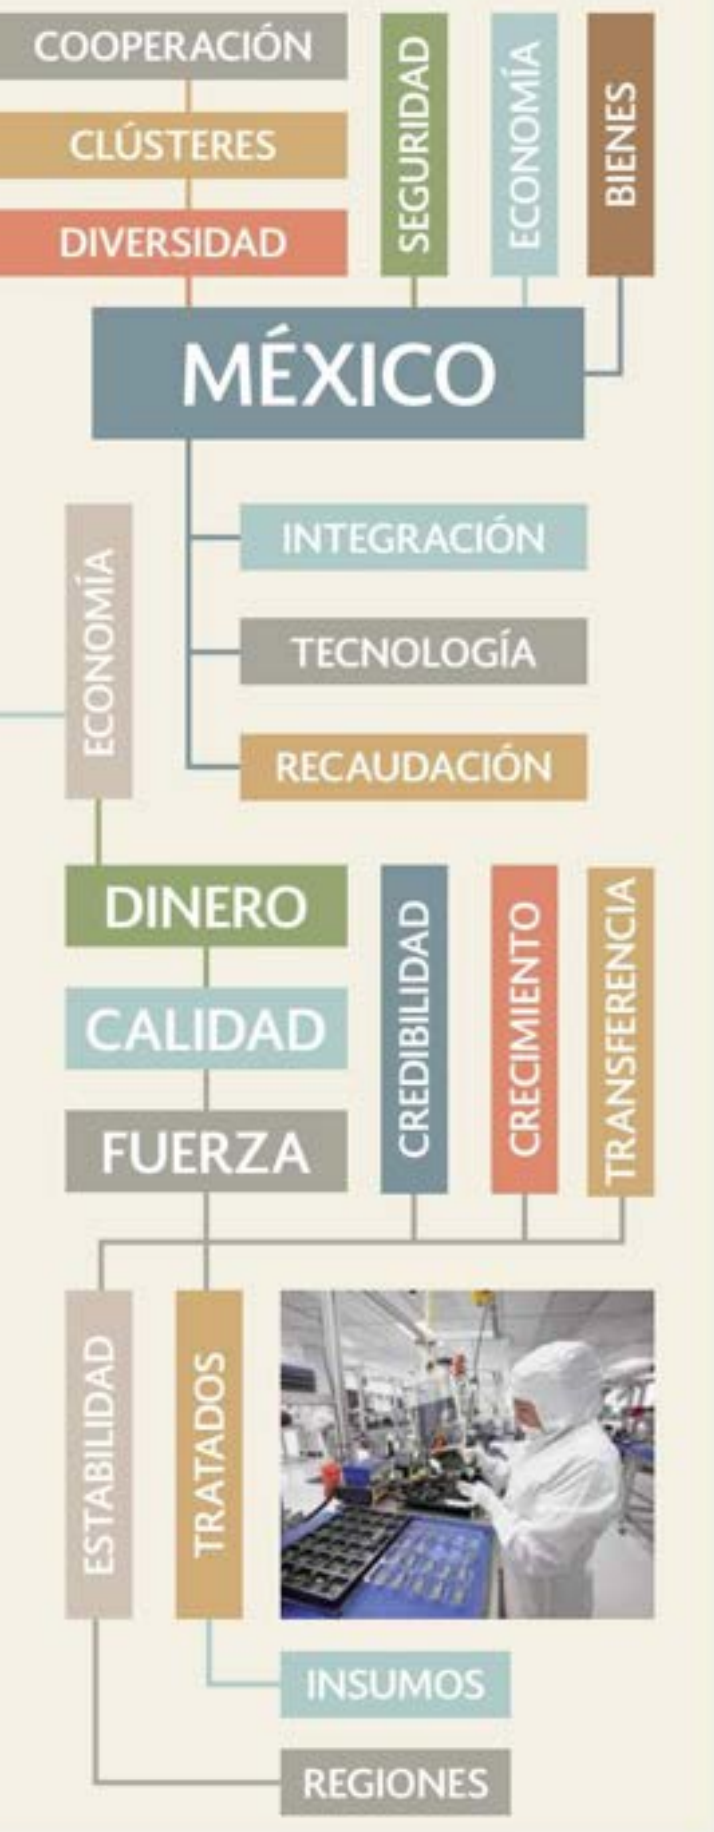 COOPERACIÓN
CLÚSTERES
DIVERSIDAD
SEGURIDAD
ECONOMÍA
BIENES
MÉXICO
INTEGRACIÓN
ECONOMÍA
TECNOLOGÍA
RECAUDACIÓN
DINERO
CALIDAD
FUERZA
CREDIBILIDAD
CRECIMIENTO
TRANSFERENCIA
ESTABILIDAD
TRATADOS
INSUMOS
REGIONES